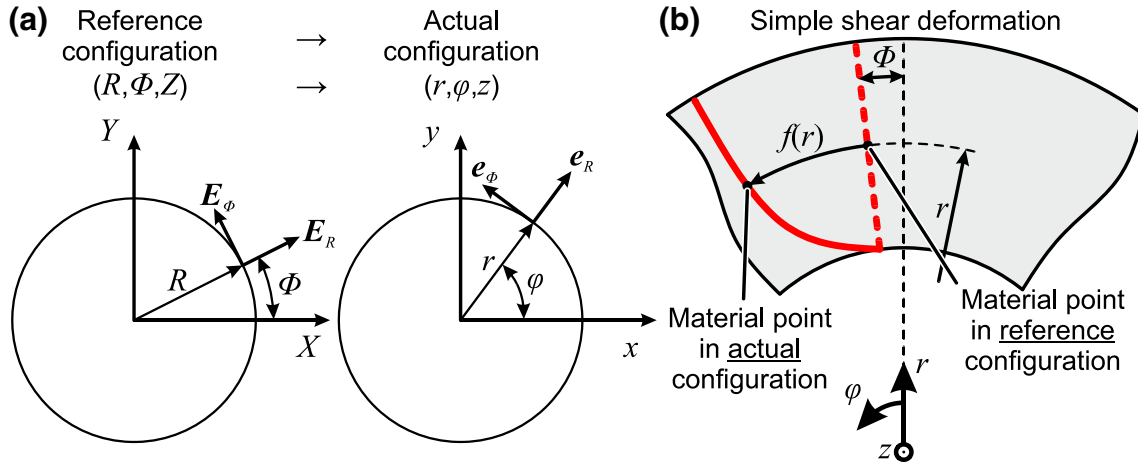 (a)
Reference
configuration
(R,Φ,Z)
→
→
Actual
configuration
(r,φ,z)
Y
E_Φ
E_R
R
Φ
X
y
e_Φ
e_R
r
φ
x
(b)
Simple shear deformation
Φ
f(r)
r
Material point
in actual
configuration
Material point
in reference
configuration
r
φ
z